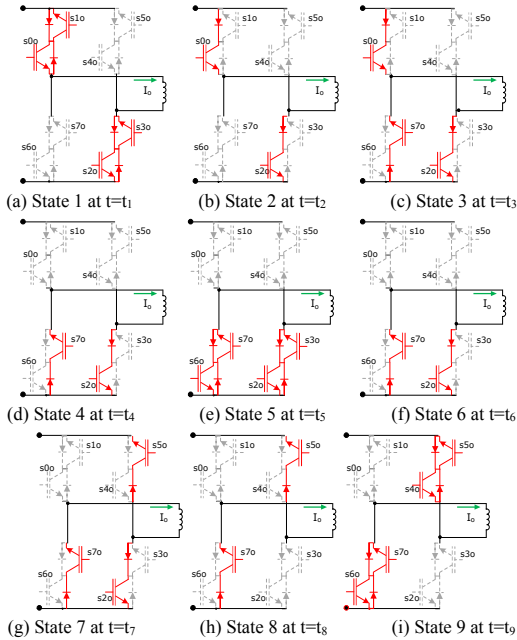 s1o s5o s1o s5o s1o s5o
s0o s0o s0o
s4o s4o s4o
Io Io Io
s7o s3o s7o s3o s7o s3o
s6o s6o s6o
s2o s2o s2o
(a) State 1 at t=t1 (b) State 2 at t=t2 (c) State 3 at t=t3
s1o s5o s1o s5o s1o s5o
s0o s0o s0o
s4o s4o s4o
Io Io Io
s7o s3o s7o s3o s7o s3o
s6o s6o s6o
s2o s2o s2o
(d) State 4 at t=t4 (e) State 5 at t=t5 (f) State 6 at t=t6
s1o s5o s1o s5o s1o s5o
s0o s0o s0o
s4o s4o s4o
Io Io Io
s7o s3o s7o s3o s7o s3o
s6o s6o s6o
s2o s2o s2o
(g) State 7 at t=t7 (h) State 8 at t=t8 (i) State 9 at t=t9